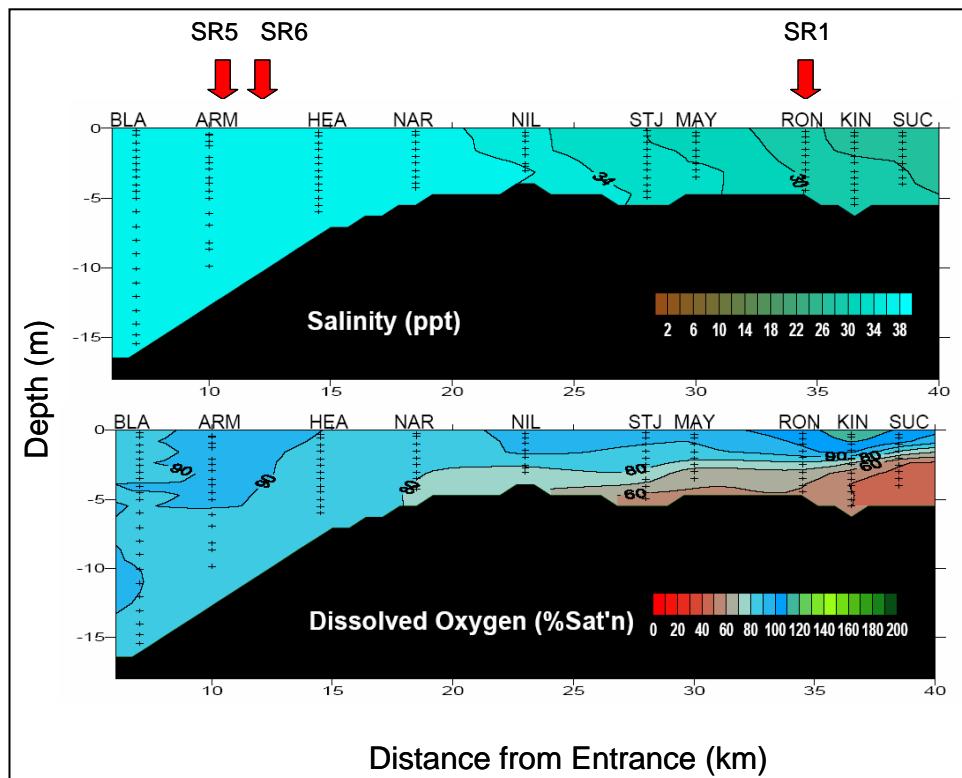 SR5 SR6 SR1
BLA ARM HEA NAR NIL STJ MAY RON KIN SUC
0
34
30
-5
-10
Salinity (ppt)
2 6 10 14 18 22 26 30 34 38
-15
10 15 20 25 30 35 40
Depth (m)
BLA ARM HEA NAR NIL STJ MAY RON KIN SUC
0
90 90 80 80 60 90 80 60
-5
-10
Dissolved Oxygen (%Sat'n)
0 20 40 60 80 100 120 140 160 180 200
-15
10 15 20 25 30 35 40
Distance from Entrance (km)